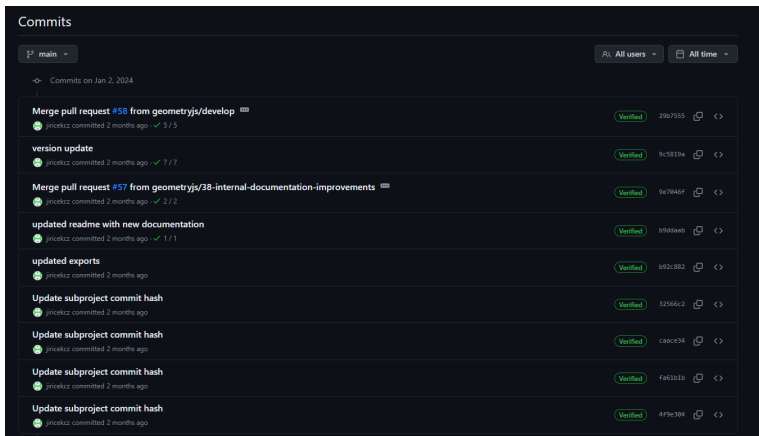 Commits
main
All users
All time
Commits on Jan 2, 2024
Merge pull request #58 from geometryjs/develop
jiricekcz committed 2 months ago · 5 / 5
Verified
29b7555
version update
jiricekcz committed 2 months ago · 7 / 7
Verified
9c5819a
Merge pull request #57 from geometryjs/38-internal-documentation-improvements
jiricekcz committed 2 months ago · 2 / 2
Verified
9e7046f
updated readme with new documentation
jiricekcz committed 2 months ago · 1 / 1
Verified
b9ddaab
updated exports
jiricekcz committed 2 months ago
Verified
b92c882
Update subproject commit hash
jiricekcz committed 2 months ago
Verified
32566c2
Update subproject commit hash
jiricekcz committed 2 months ago
Verified
caace34
Update subproject commit hash
jiricekcz committed 2 months ago
Verified
fa61b1b
Update subproject commit hash
jiricekcz committed 2 months ago
Verified
4f9e304